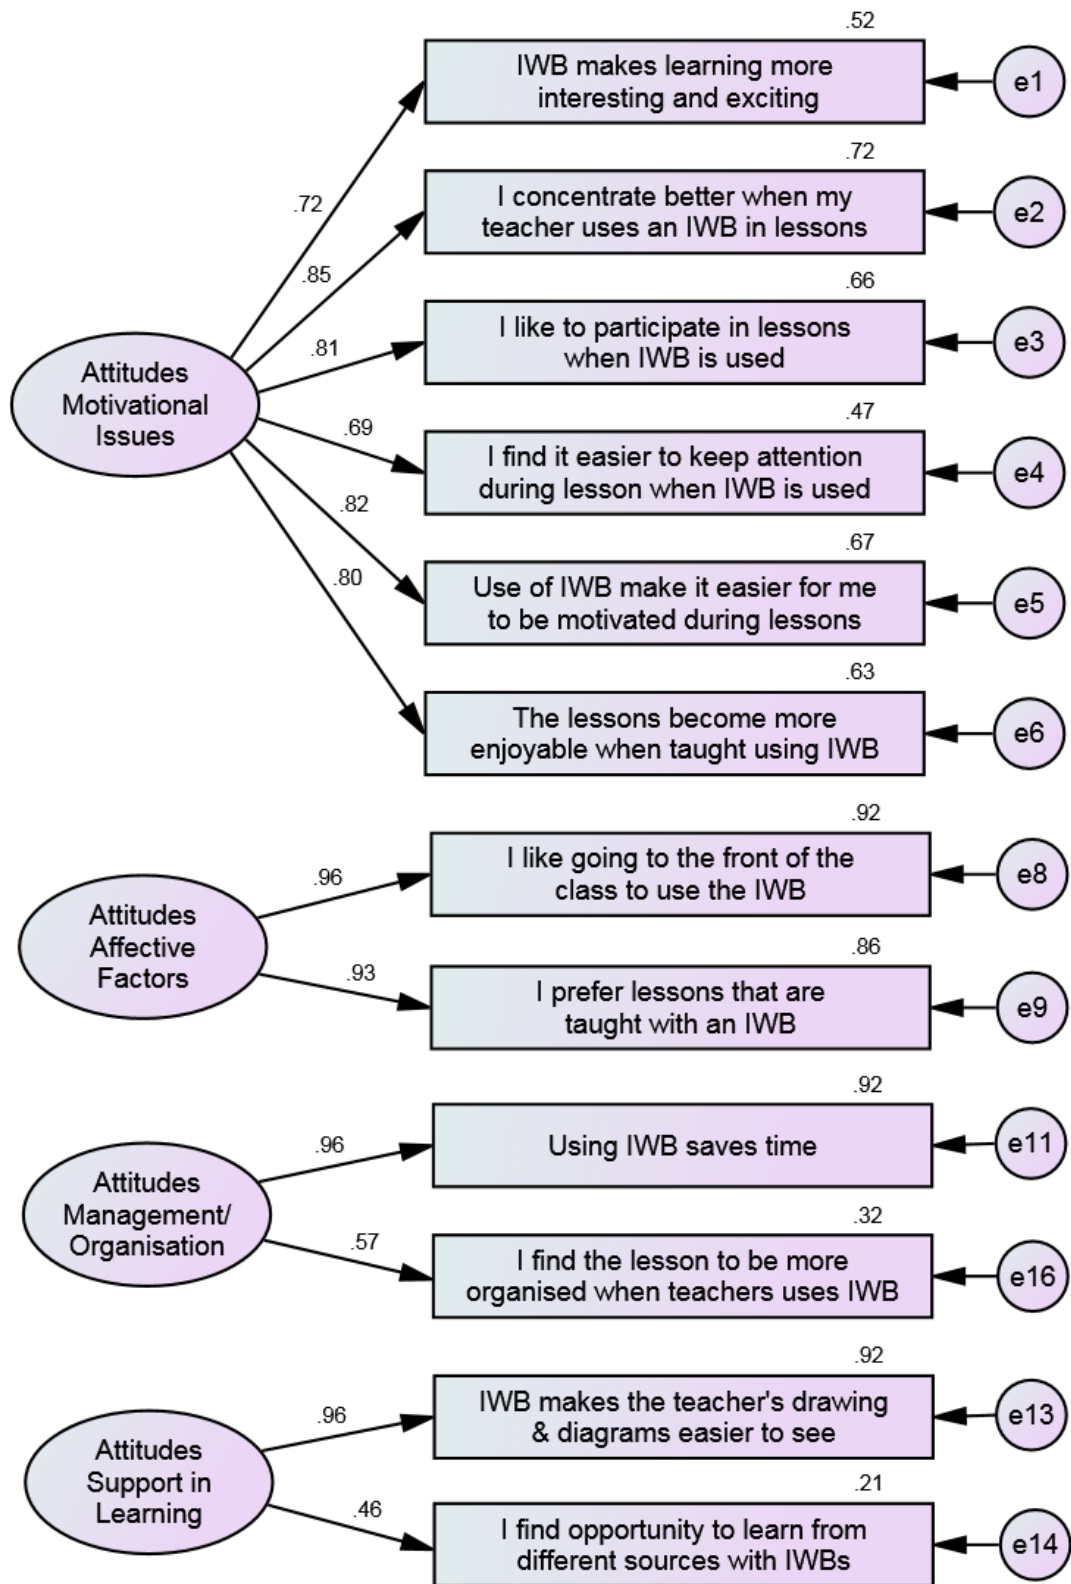 .52
IWB makes learning more
interesting and exciting
e1
.72
.72
I concentrate better when my
teacher uses an IWB in lessons
e2
.85
.66
I like to participate in lessons
when IWB is used
e3
.81
Attitudes
Motivational
Issues
.47
I find it easier to keep attention
during lesson when IWB is used
e4
.69
.82
.67
Use of IWB make it easier for me
to be motivated during lessons
e5
.80
.63
The lessons become more
enjoyable when taught using IWB
e6
.92
I like going to the front of the
class to use the IWB
e8
.96
Attitudes
Affective
Factors
.93
.86
I prefer lessons that are
taught with an IWB
e9
.92
Using IWB saves time
e11
.96
Attitudes
Management/
Organisation
.57
.32
I find the lesson to be more
organised when teachers uses IWB
e16
.92
IWB makes the teacher's drawing
& diagrams easier to see
e13
.96
Attitudes
Support in
Learning
.46
.21
I find opportunity to learn from
different sources with IWBs
e14